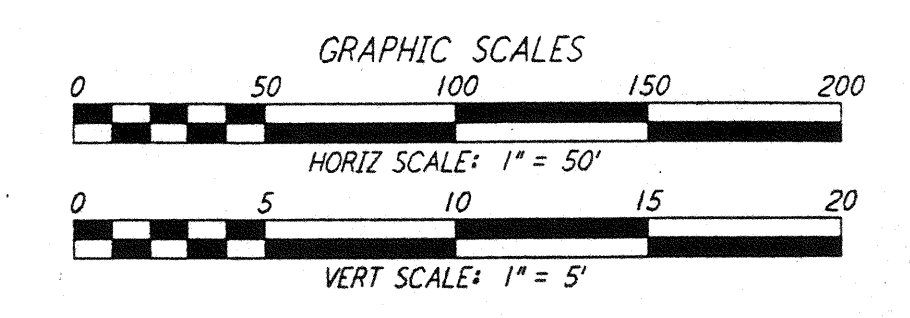 GRAPHIC SCALES
0 50 100 150 200
HORIZ SCALE: 1" = 50'
0 5 10 15 20
VERT SCALE: 1" = 5'